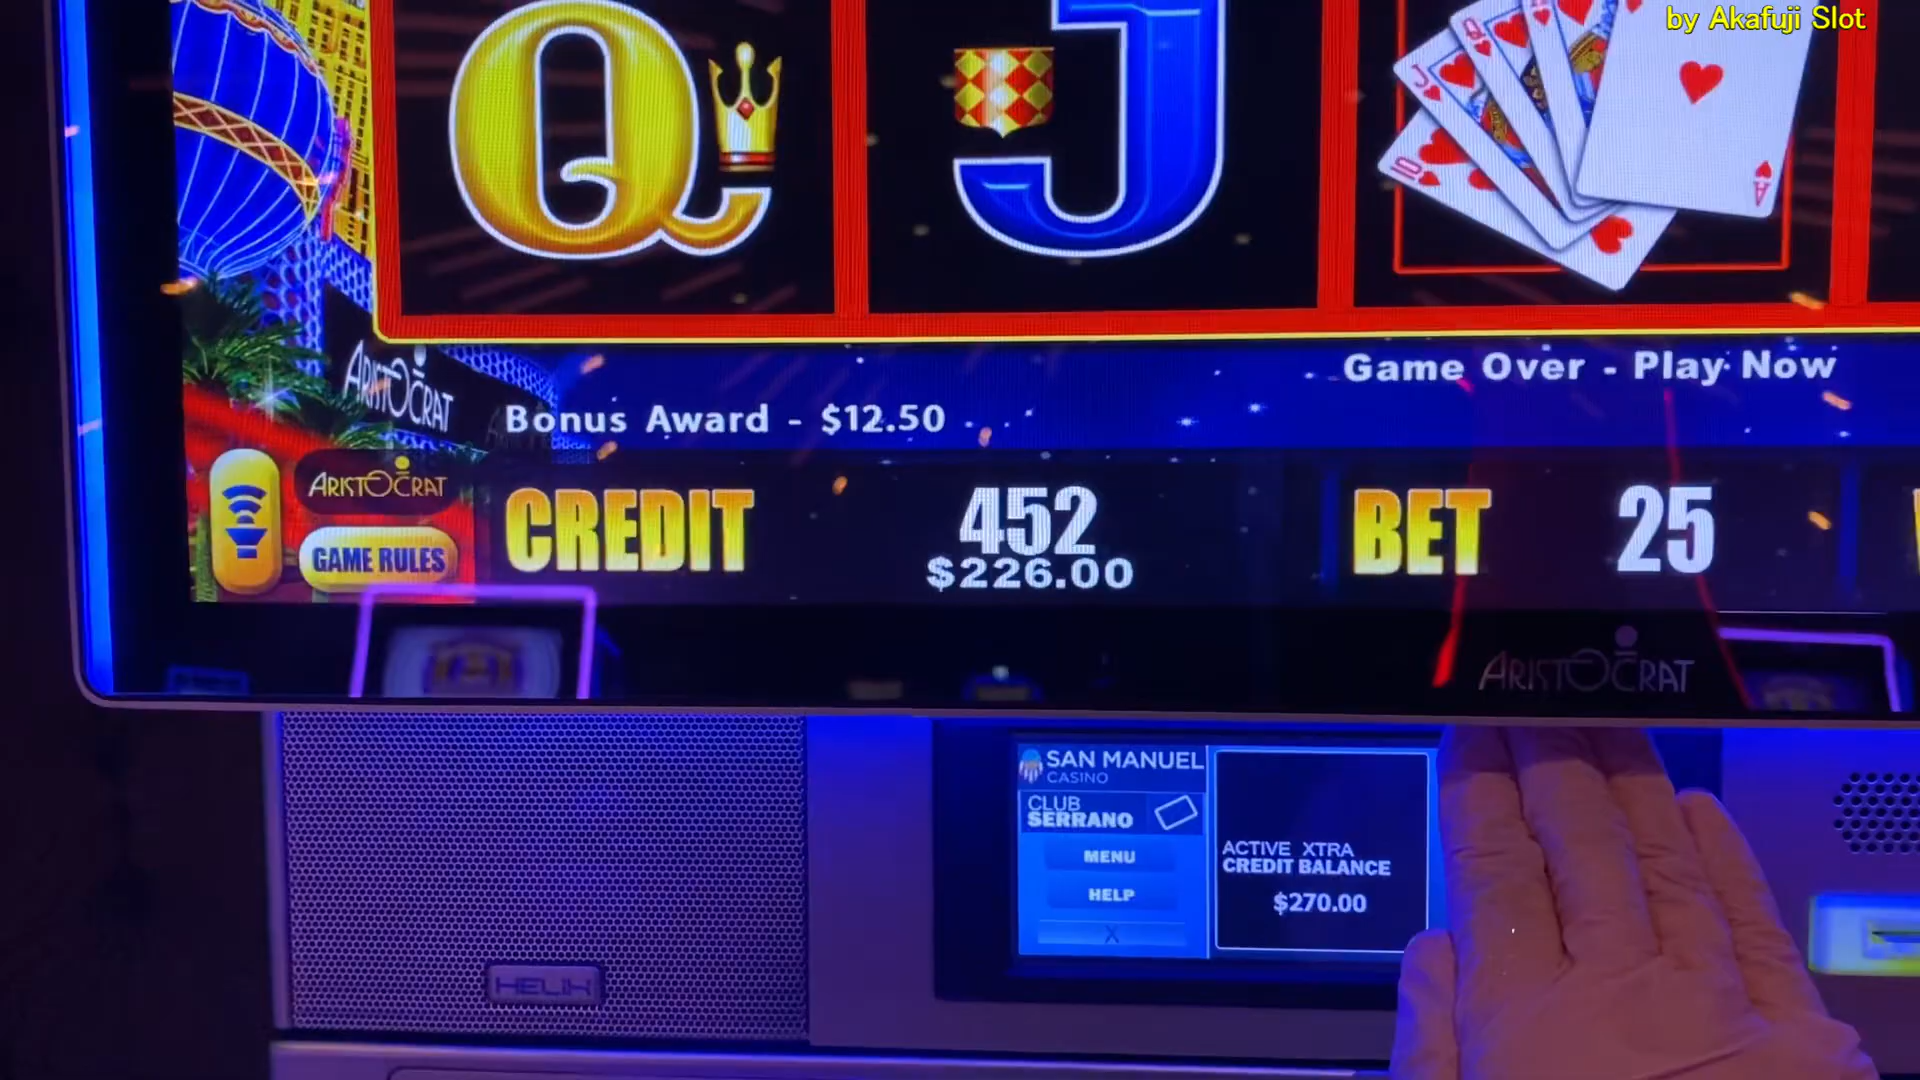 by Akafuji Slot
Q
J
J
Q
10
A
ARISTOCRAT
Game Over - Play Now
Bonus Award - $12.50
ARISTOCRAT
GAME RULES
CREDIT
452
$226.00
BET
25
ARISTOCRAT
SAN MANUEL
CASINO
CLUB
SERRANO
MENU
HELP
X
ACTIVE XTRA
CREDIT BALANCE
$270.00
HELIX